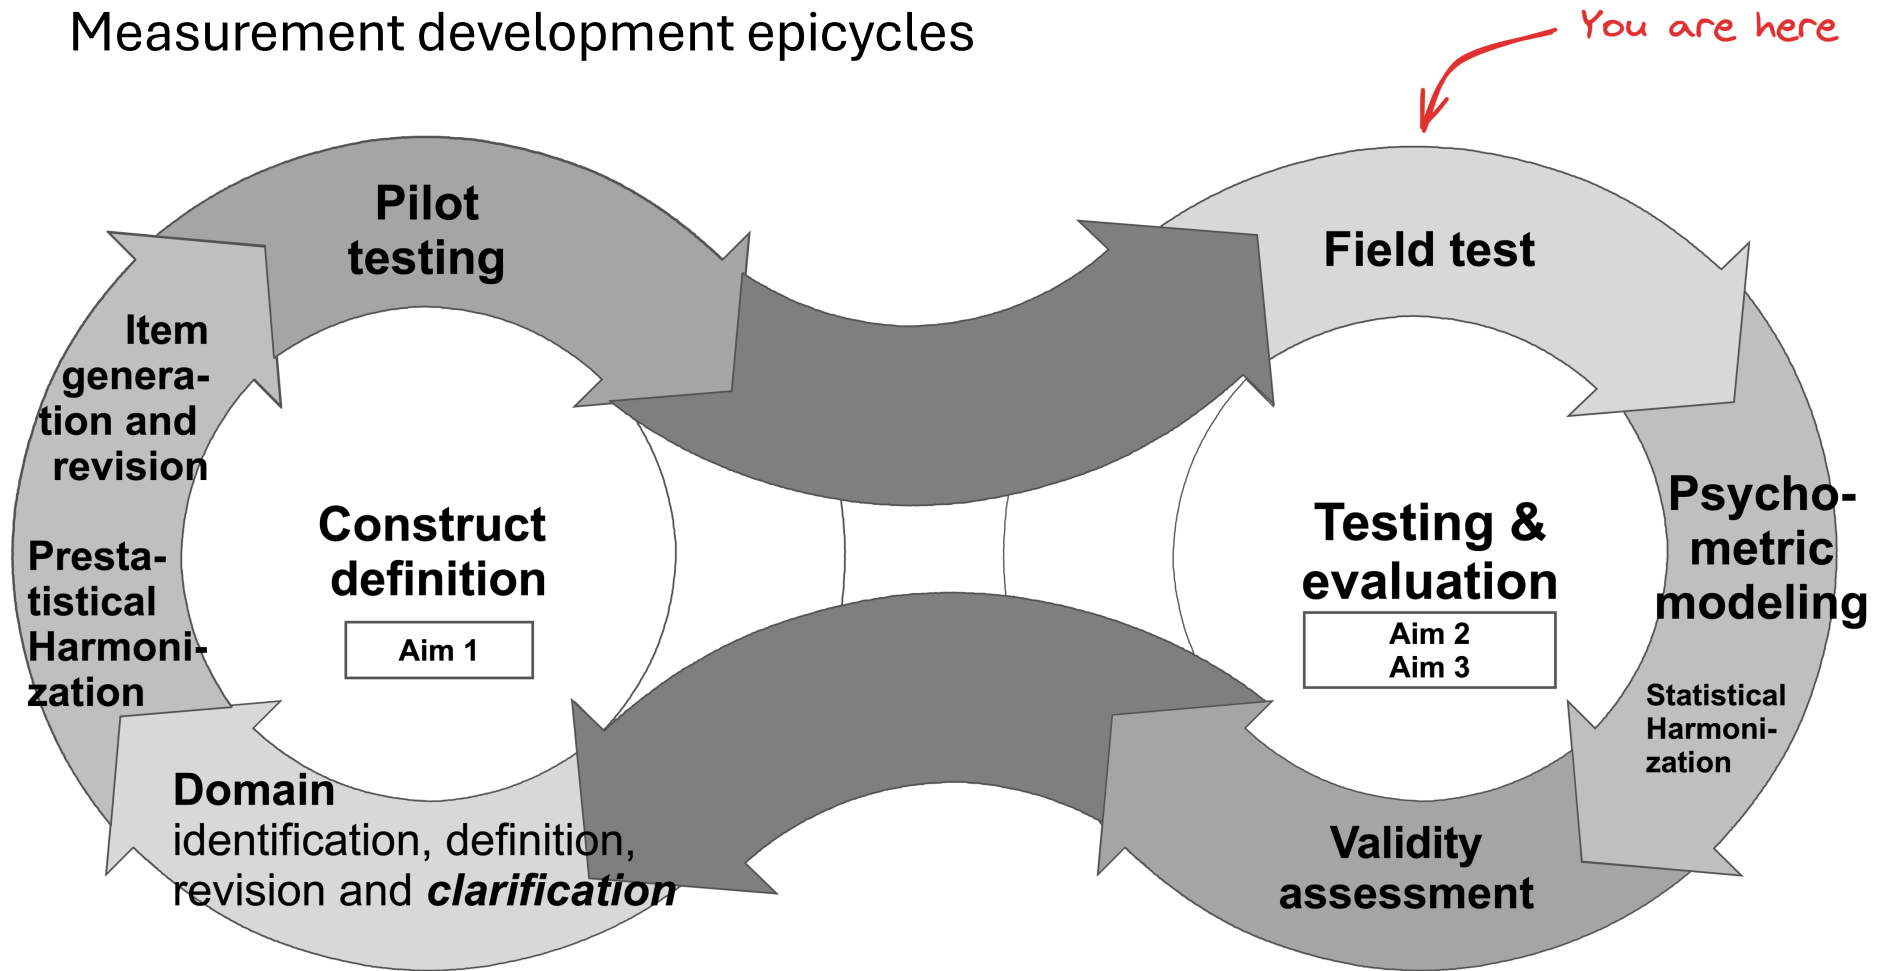 Measurement development epicycles
You are here
Pilot
testing
Field test
Item
genera-
tion and
revision
Presta-
tistical
Harmoni-
zation
Construct
definition
Aim 1
Testing &
evaluation
Aim 2
Aim 3
Psycho-
metric
modeling
Statistical
Harmoni-
zation
Domain
identification, definition,
revision and clarification
Validity
assessment